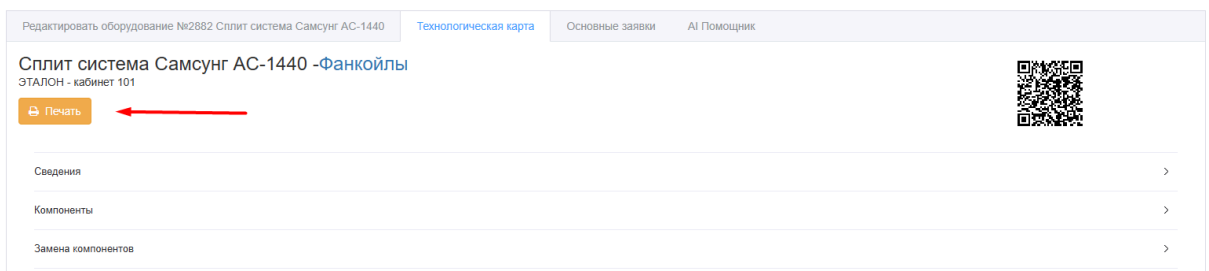 Редактировать оборудование №2882 Сплит система Самсунг АС-1440 Технологическая карта Основные заявки AI Помощник
Сплит система Самсунг АС-1440 -Фанкойлы
ЭТАЛОН - кабинет 101
Печать
Сведения
Компоненты
Замена компонентов